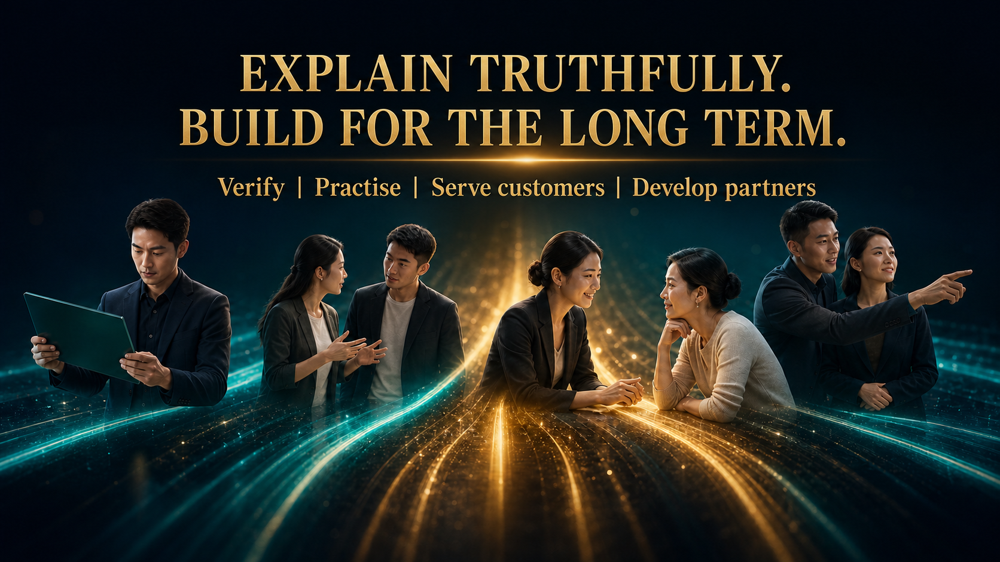 EXPLAIN TRUTHFULLY.
BUILD FOR THE LONG TERM.
Verify | Practise | Serve customers | Develop partners